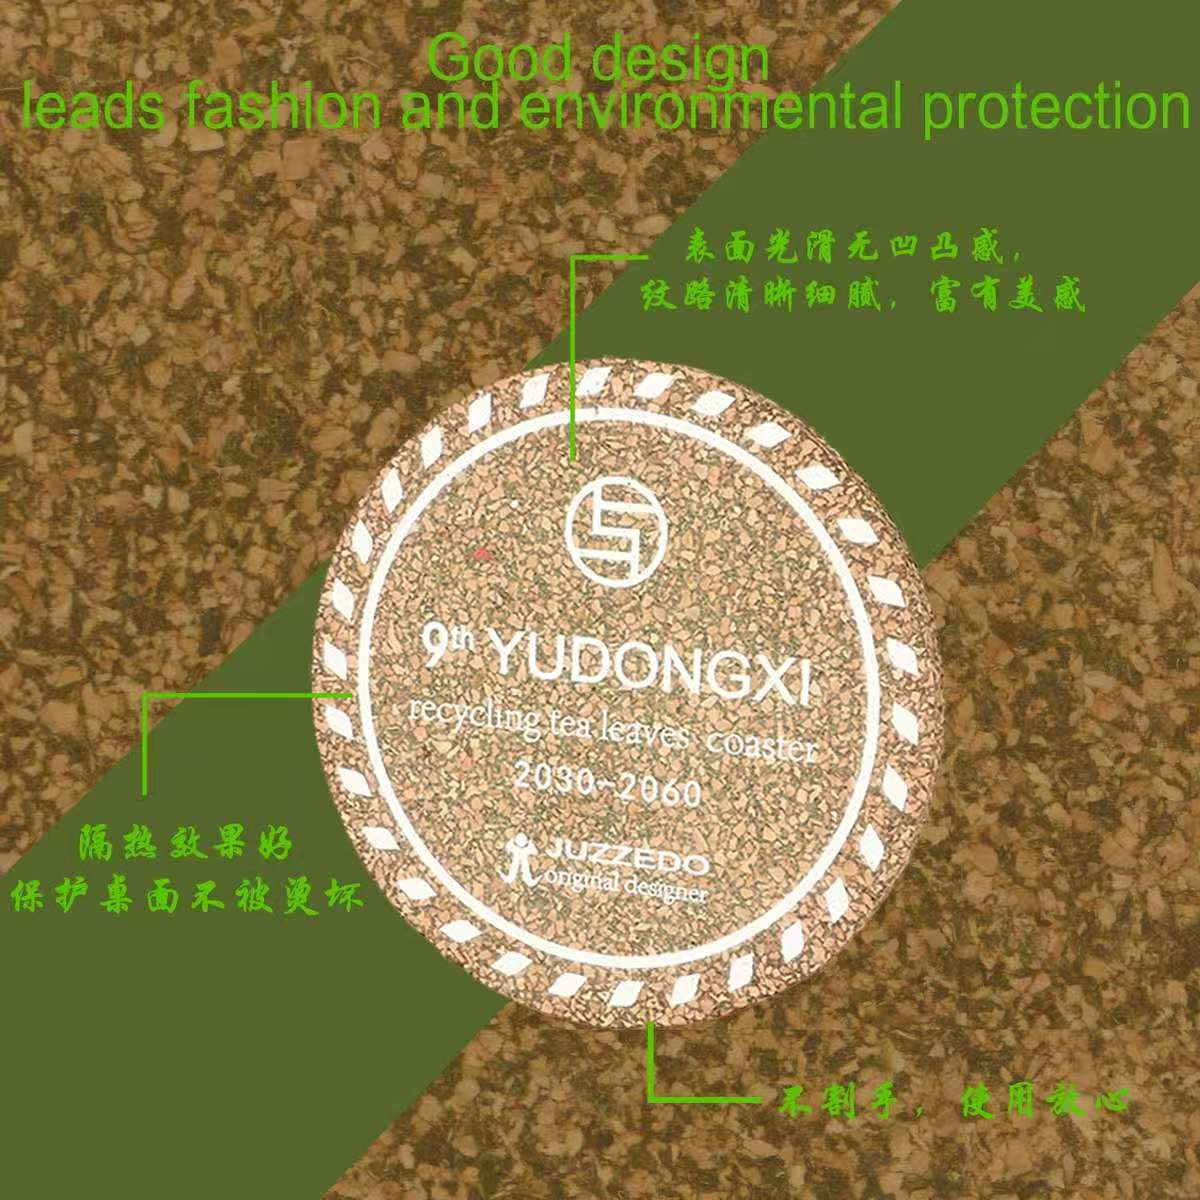 Good design
leads fashion and environmental protection
表面光滑无凹凸感，
纹路清晰细腻，富有美感
9th YUDONGXI
recycling tea leaves coaster
2030-2060
JUZZEDO
original designer
隔热效果好
保护桌面不被烫坏
不割手，使用放心